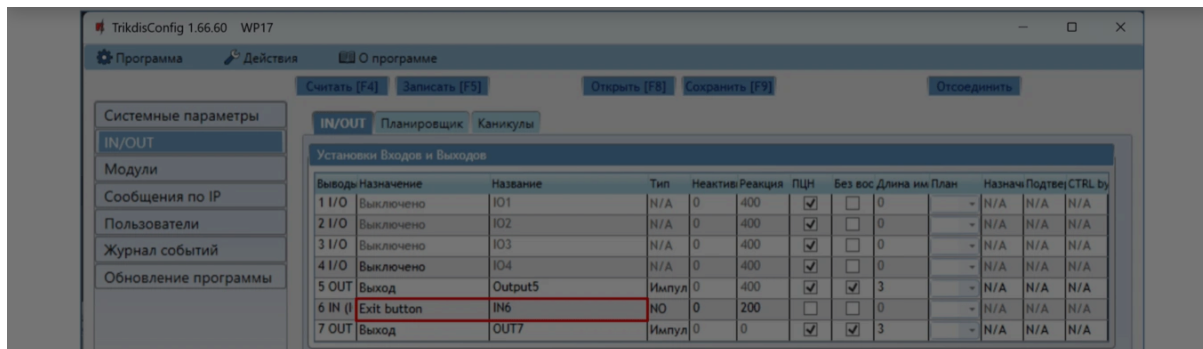 TrikdisConfig 1.66.60 WP17
Программа Действия О программе
Считать [F4] Записать [F5] Открыть [F8] Сохранить [F9] Отсоединить
Системные параметры
IN/OUT
Модули
Сообщения по IP
Пользователи
Журнал событий
Обновление программы
IN/OUT Планировщик Каникулы
Установки Входов и Выходов
Выводы Назначение Название Тип Неактиві Реакция ПЦН Без вос Длина им План Назнач Подтвер CTRL by
1 I/O Выключено IO1 N/A 0 400 0 N/A N/A N/A
2 I/O Выключено IO2 N/A 0 400 0 N/A N/A N/A
3 I/O Выключено IO3 N/A 0 400 0 N/A N/A N/A
4 I/O Выключено IO4 N/A 0 400 0 N/A N/A N/A
5 OUT Выход Output5 Импул 0 400 3 N/A N/A N/A
6 IN (I Exit button IN6 NO 0 200 0 N/A N/A N/A
7 OUT Выход OUT7 Импул 0 0 3 N/A N/A N/A